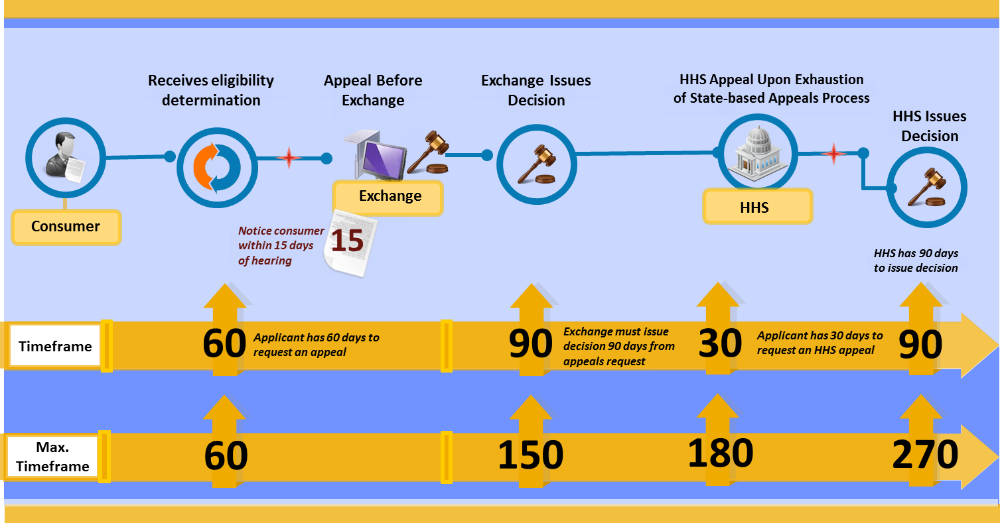 Receives eligibility
determination
Appeal Before
Exchange
Exchange Issues
Decision
HHS Appeal Upon Exhaustion
of State-based Appeals Process
HHS Issues
Decision
Consumer
Exchange
HHS
Notice consumer
within 15 days
of hearing
15
HHS has 90 days
to issue decision
Timeframe
60
Applicant has 60 days to
request an appeal
90
Exchange must issue
decision 90 days from
appeals request
30
Applicant has 30 days to
request an HHS appeal
90
Max.
Timeframe
60
150
180
270